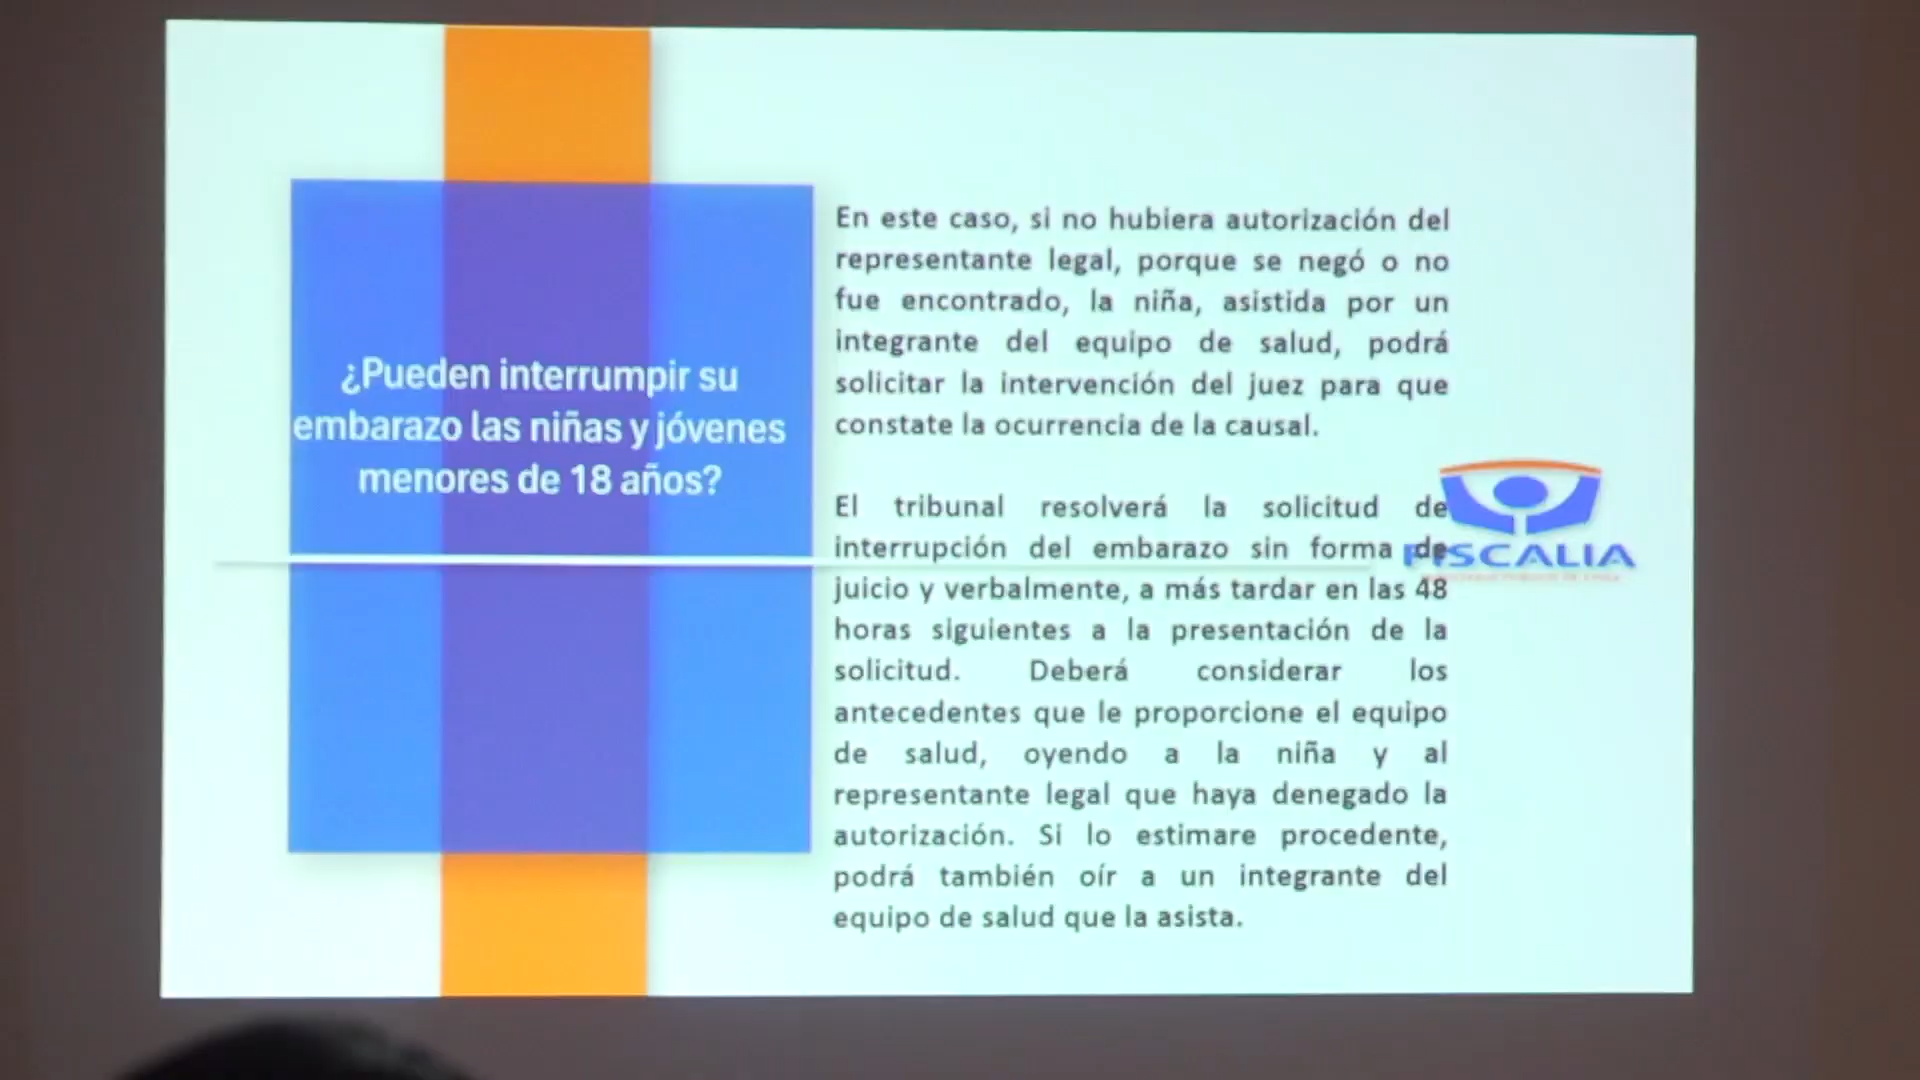 ¿Pueden interrumpir su
embarazo las niñas y jóvenes
menores de 18 años?
En este caso, si no hubiera autorización del
representante legal, porque se negó o no
fue encontrado, la niña, asistida por un
integrante del equipo de salud, podrá
solicitar la intervención del juez para que
constate la ocurrencia de la causal.
El tribunal resolverá la solicitud de
interrupción del embarazo sin forma de
juicio y verbalmente, a más tardar en las 48
horas siguientes a la presentación de la
solicitud. Deberá considerar los
antecedentes que le proporcione el equipo
de salud, oyendo a la niña y al
representante legal que haya denegado la
autorización. Si lo estimare procedente,
podrá también oír a un integrante del
equipo de salud que la asista.
FISCALIA